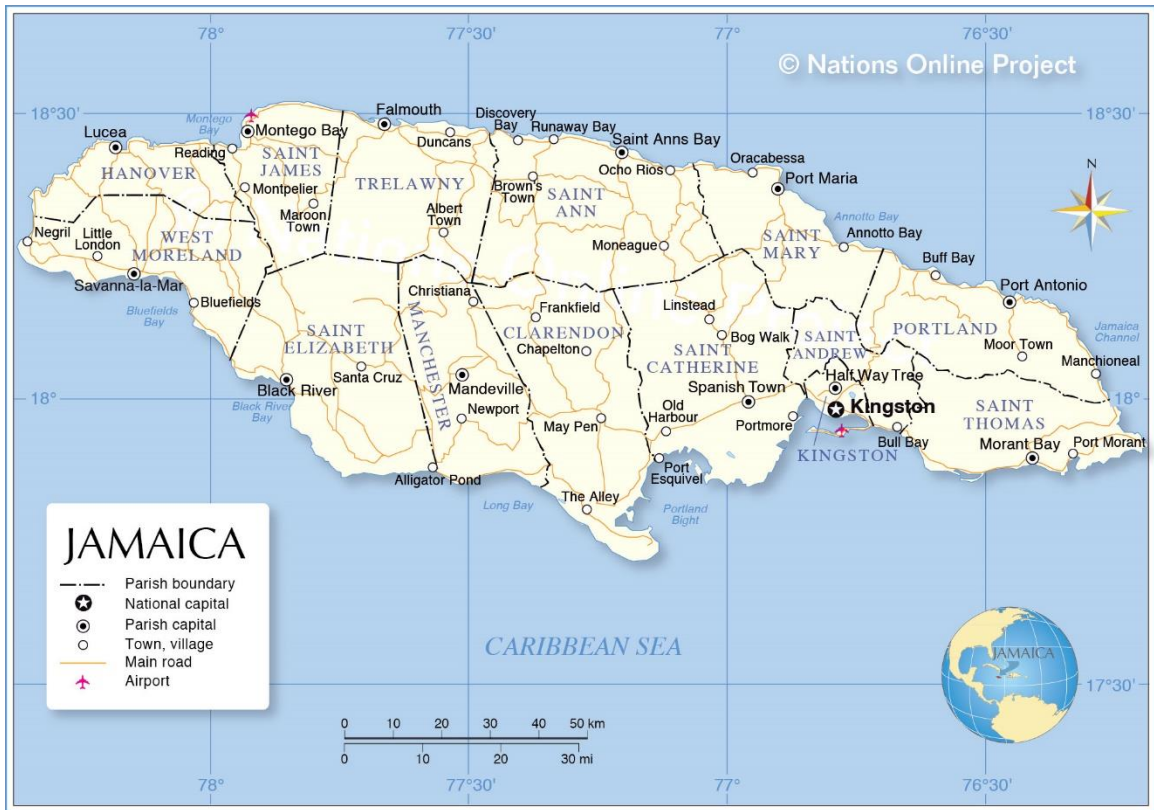 78°
77°30'
77°
76°30'
© Nations Online Project
18°30'
18°30'
Montego
Bay
Lucea
Montego Bay
Falmouth
Discovery
Bay
Runaway Bay
Duncans
Saint Anns Bay
Reading
HANOVER
SAINT
JAMES
Montpelier
Maroon
Town
TRELAWNY
Albert
Town
Brown's
Town
SAINT
ANN
Ocho Rios
Oracabessa
Port Maria
N
Negril
Little
London
WEST
MORELAND
Savanna-la-Mar
Bluefields
Bluefields
Bay
Moneague
SAINT
MARY
Annotto Bay
Annotto Bay
Buff Bay
Port Antonio
Christiana
Frankfield
CLARENDON
Chapelton
Linstead
Bog Walk
SAINT
CATHERINE
SAINT
ANDREW
PORTLAND
Moor Town
Jamaica
Channel
Manchioneal
SAINT
ELIZABETH
MANCHESTER
Santa Cruz
Black River
Black River
Bay
Mandeville
Newport
Spanish Town
Half Way Tree
Kingston
18°
18°
May Pen
Old
Harbour
Portmore
KINGSTON
Bull Bay
SAINT
THOMAS
Morant Bay
Port Morant
Alligator Pond
Port
Esquivel
Long Bay
The Alley
Portland
Bight
JAMAICA
Parish boundary
National capital
Parish capital
Town, village
Main road
Airport
CARIBBEAN SEA
JAMAICA
17°30'
0 10 20 30 40 50 km
0 10 20 30 mi
78°
77°30'
77°
76°30'